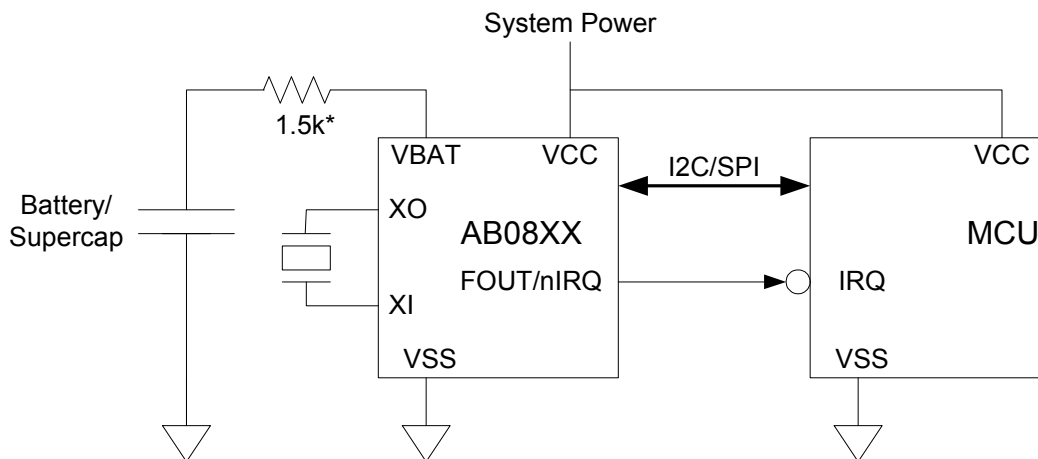 System Power
1.5k*
VBAT
VCC
VCC
I2C/SPI
Battery/
Supercap
XO
AB08XX
MCU
FOUT/nIRQ
IRQ
XI
VSS
VSS